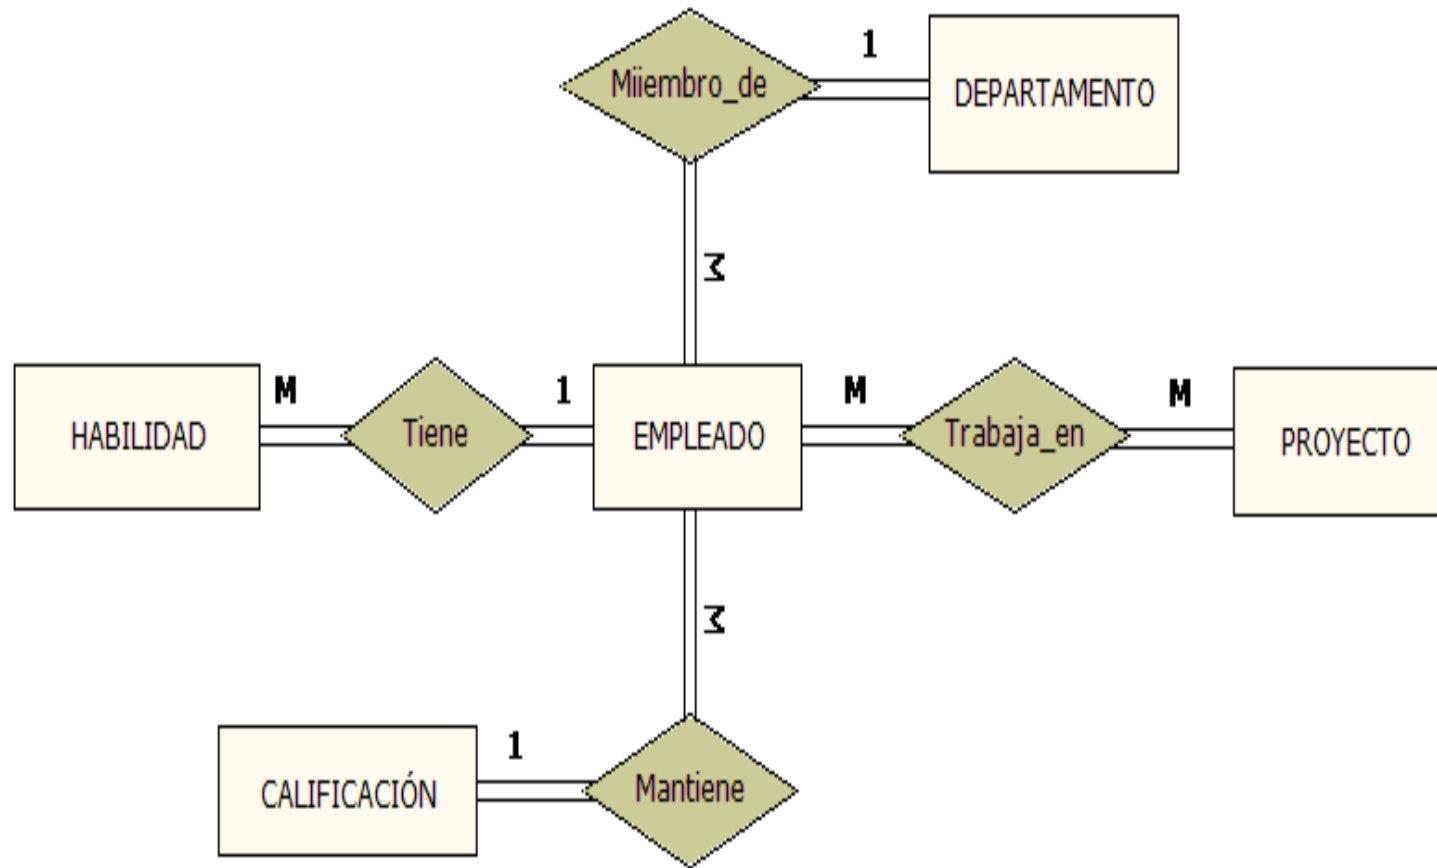 Miiembro_de
1
DEPARTAMENTO
M
HABILIDAD
M
Tiene
1
EMPLEADO
M
Trabaja_en
M
PROYECTO
M
CALIFICACIÓN
1
Mantiene